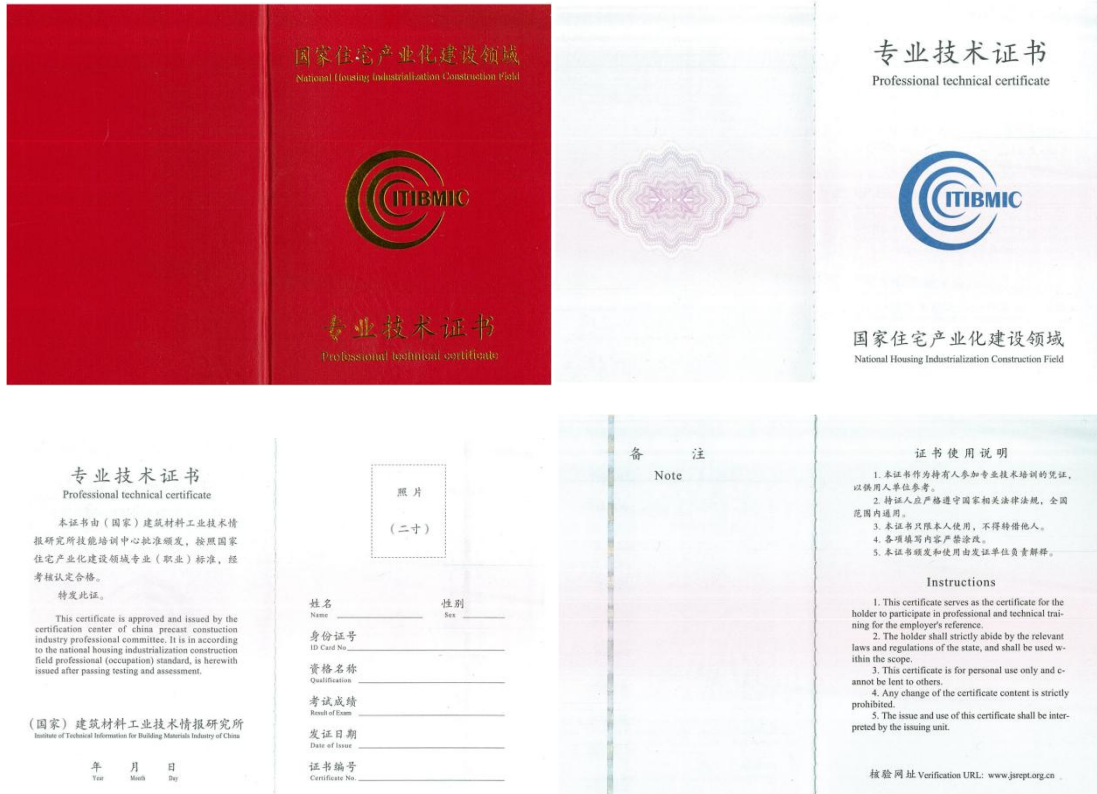 国家住宅产业化建设领域
National Housing Industrialization Construction Field
ITIBMIC
专业技术证书
Professional technical certificate
专业技术证书
Professional technical certificate
ITIBMIC
国家住宅产业化建设领域
National Housing Industrialization Construction Field
专业技术证书
Professional technical certificate
本证书由（国家）建筑材料工业技术情
报研究所技能培训中心批准颁发，按照国家
住宅产业化建设领域专业（职业）标准，经
考核认定合格。
特发此证。
This certificate is approved and issued by the
certification center of china precast constuction
industry professional committee. It is in according
to the national housing industrialization construction
field professional (occupation) standard, is herewith
issued after passing testing and assessment.
（国家）建筑材料工业技术情报研究所
Institute of Technical Information for Building Materials Industry of China
年 月 日
Year Month Day
照片
（二寸）
姓名 性别
Name Sex
身份证号
ID Card No.
资格名称
Qualification
考试成绩
Result of Exam
发证日期
Date of Issue
证书编号
Certificate No.
备 注
Note
证书使用说明
1. 本证书作为持有人参加专业技术培训的凭证，
以供用人单位参考。
2. 持证人应严格遵守国家相关法律法规，全国
范围内通用。
3. 本证书只限本人使用，不得转借他人。
4. 各项填写内容严禁涂改。
5. 本证书颁发和使用由发证单位负责解释。
Instructions
1. This certificate serves as the certificate for the
holder to participate in professional and technical trai-
ning for the employer's reference.
2. The holder shall strictly abide by the relevant
laws and regulations of the state, and shall be used w-
ithin the scope.
3. This certificate is for personal use only and c-
annot be lent to others.
4. Any change of the certificate content is strictly
prohibited.
5. The issue and use of this certificate shall be inter-
preted by the issuing unit.
核验网址 Verification URL: www.jsrept.org.cn